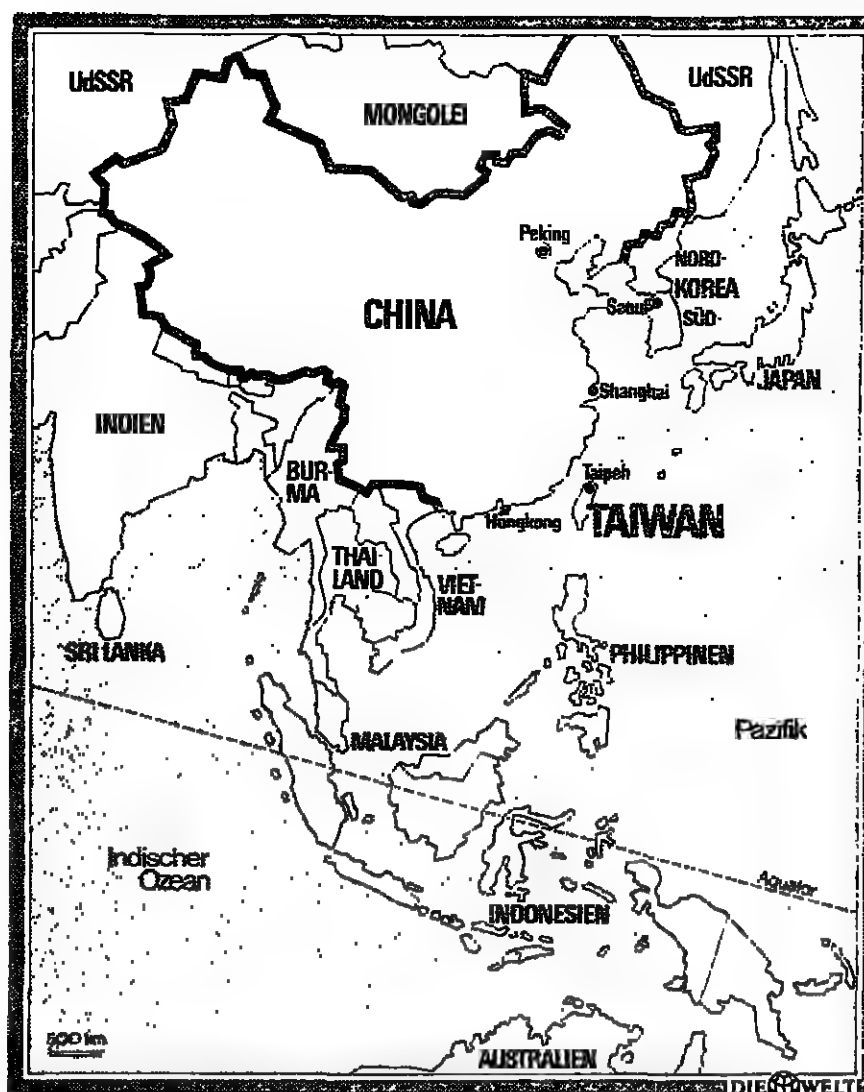 UdSSR
UdSSR
MONGOLEI
Peking
NORD-
KOREA
Seoul
SÜD-
CHINA
JAPAN
Shanghai
INDIEN
BUR-
MA
Taipeh
Hongkong
TAIWAN
THAI
LAND
VIET-
NAM
SRI LANKA
PHILIPPINEN
Pazifik
MALAYSIA
Indischer
Ozean
Äquator
INDONESIEN
500 km
AUSTRALIEN
DIE WELT